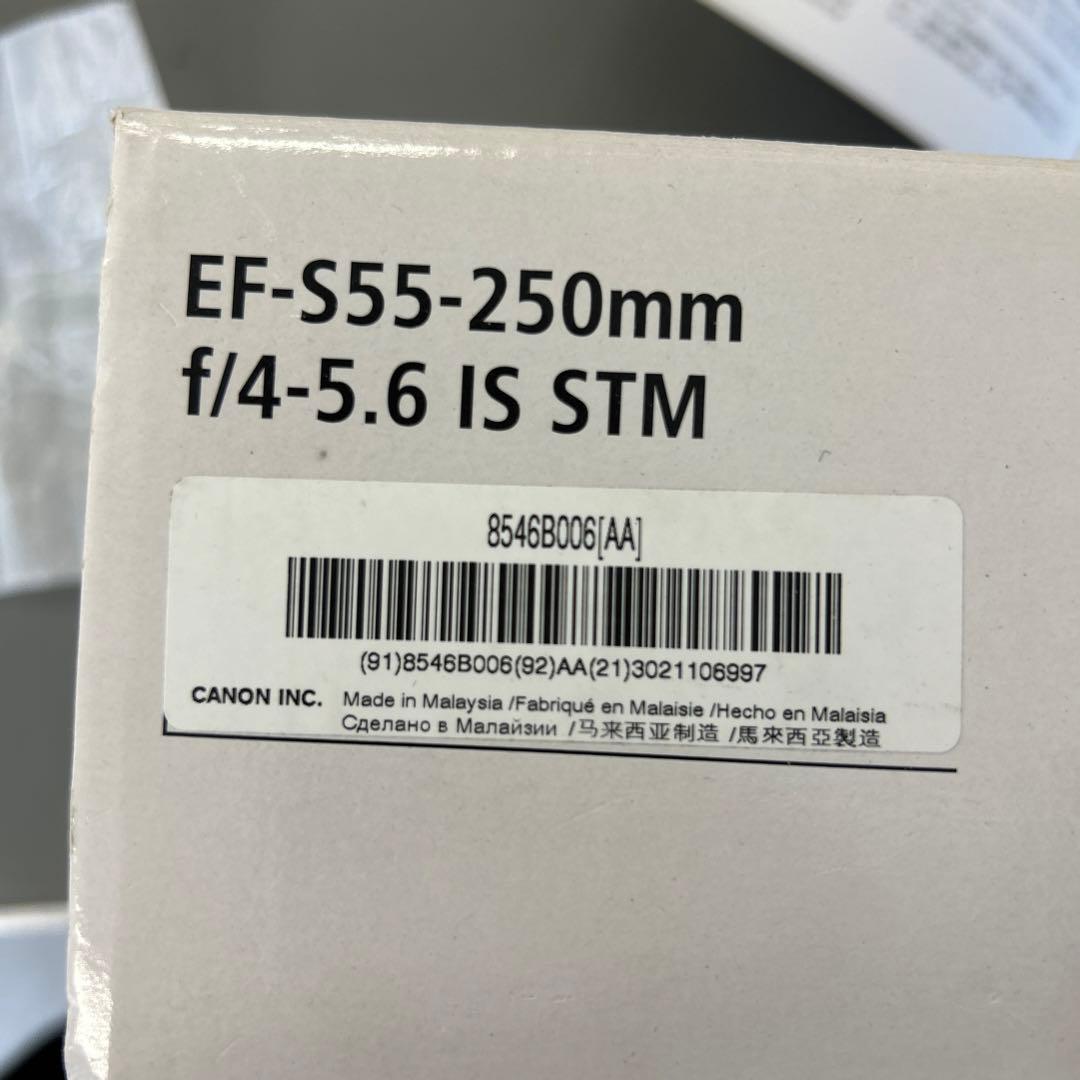 EF-S55-250mm
f/4-5.6 IS STM
8546B006[AA]
(91)8546B006(92)AA(21)3021106997
CANON INC. Made in Malaysia /Fabriqué en Malaisie /Hecho en Malaisia
Сделано в Малайзии /马来西亚制造 /馬來西亞製造